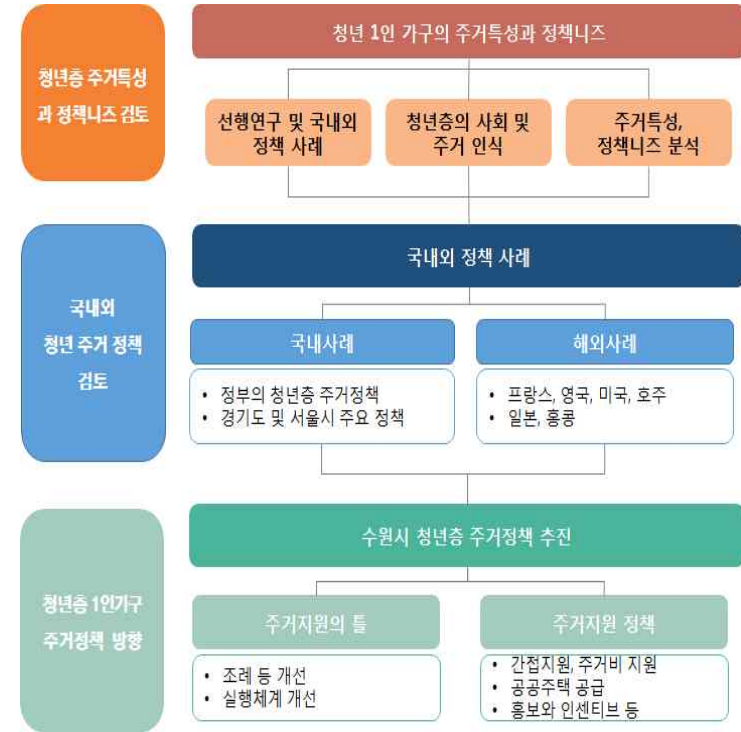 청년 1인 가구의 주거특성과 정책니즈
청년층 주거특성
과 정책니즈 검토
선행연구 및 국내외
정책 사례
청년층의 사회 및
주거 인식
주거특성,
정책니즈 분석
국내외 정책 사례
국내외
청년 주거 정책
검토
국내사례
• 정부의 청년층 주거정책
• 경기도 및 서울시 주요 정책
해외사례
• 프랑스, 영국, 미국, 호주
• 일본, 홍콩
수원시 청년층 주거정책 추진
청년층 1인가구
주거정책 방향
주거지원의 틀
• 조례 등 개선
• 실행체계 개선
주거지원 정책
• 간접지원, 주거비 지원
• 공공주택 공급
• 홍보와 인센티브 등